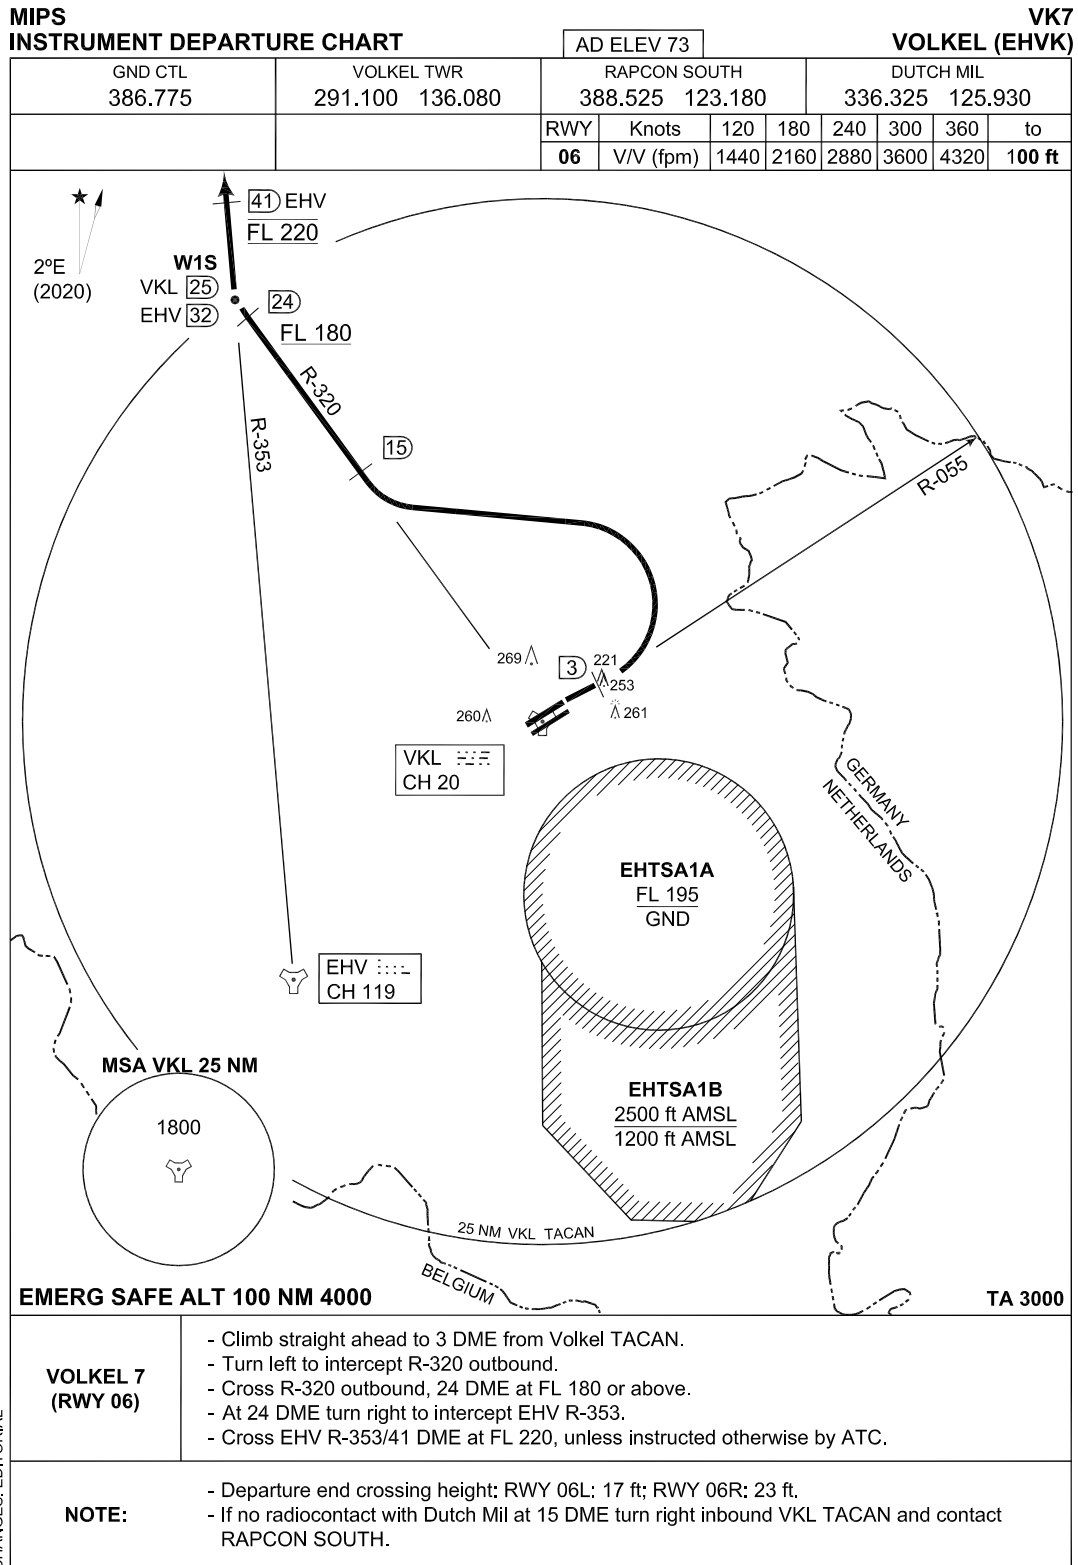 MIPS
VK7
INSTRUMENT DEPARTURE CHART
AD ELEV 73
VOLKEL (EHVK)
GND CTL
386.775
VOLKEL TWR
291.100 136.080
RAPCON SOUTH
388.525 123.180
DUTCH MIL
336.325 125.930
RWY Knots 120 180 240 300 360 to
06 V/V (fpm) 1440 2160 2880 3600 4320 100 ft
41 EHV
FL 220
2ºE
(2020)
W1S
VKL 25
EHV 32
24
FL 180
R-320
R-353
15
R-055
269
3
221
253
260
261
VKL
CH 20
GERMANY
NETHERLANDS
EHTSA1A
FL 195
GND
EHV
CH 119
MSA VKL 25 NM
1800
EHTSA1B
2500 ft AMSL
1200 ft AMSL
25 NM VKL TACAN
BELGIUM
EMERG SAFE ALT 100 NM 4000
TA 3000
VOLKEL 7
(RWY 06)
- Climb straight ahead to 3 DME from Volkel TACAN.
- Turn left to intercept R-320 outbound.
- Cross R-320 outbound, 24 DME at FL 180 or above.
- At 24 DME turn right to intercept EHV R-353.
- Cross EHV R-353/41 DME at FL 220, unless instructed otherwise by ATC.
NOTE:
- Departure end crossing height: RWY 06L: 17 ft; RWY 06R: 23 ft.
- If no radiocontact with Dutch Mil at 15 DME turn right inbound VKL TACAN and contact
RAPCON SOUTH.